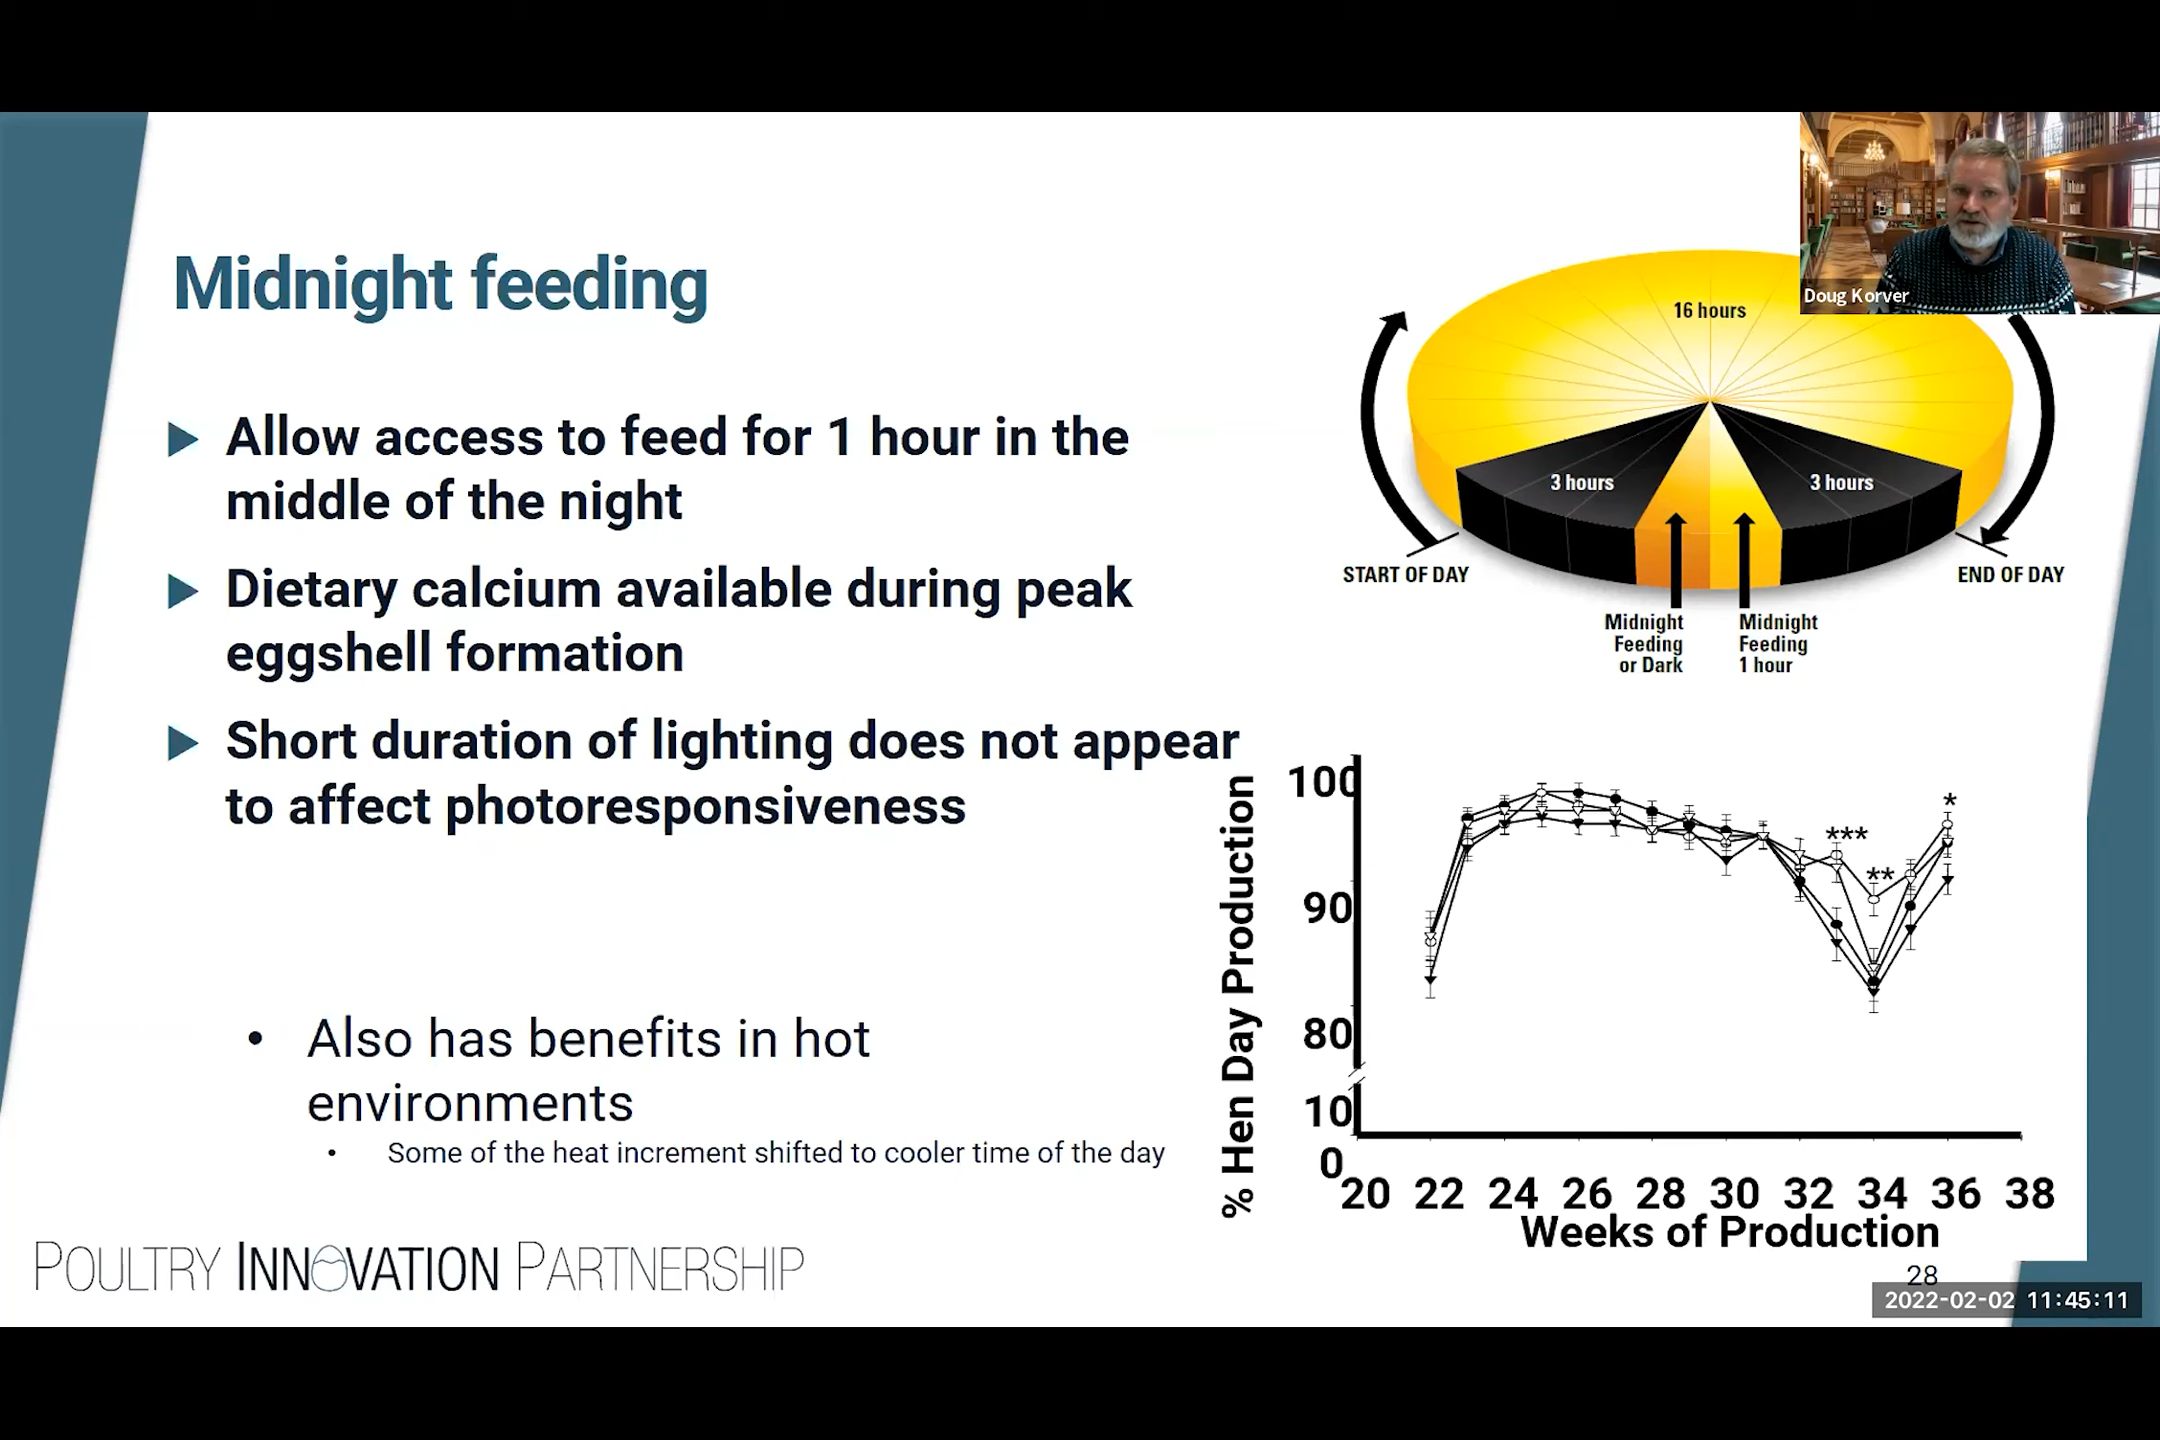 Midnight feeding
Allow access to feed for 1 hour in the
middle of the night
Dietary calcium available during peak
eggshell formation
Short duration of lighting does not appear
to affect photoresponsiveness
• Also has benefits in hot
environments
• Some of the heat increment shifted to cooler time of the day
POULTRY INNOVATION PARTNERSHIP
Doug Korver
16 hours
3 hours
3 hours
START OF DAY
END OF DAY
Midnight
Feeding
or Dark
Midnight
Feeding
1 hour
% Hen Day Production
100
90
80
10
0
***
**
*
20 22 24 26 28 30 32 34 36 38
Weeks of Production
28
2022-02-02 11:45:11